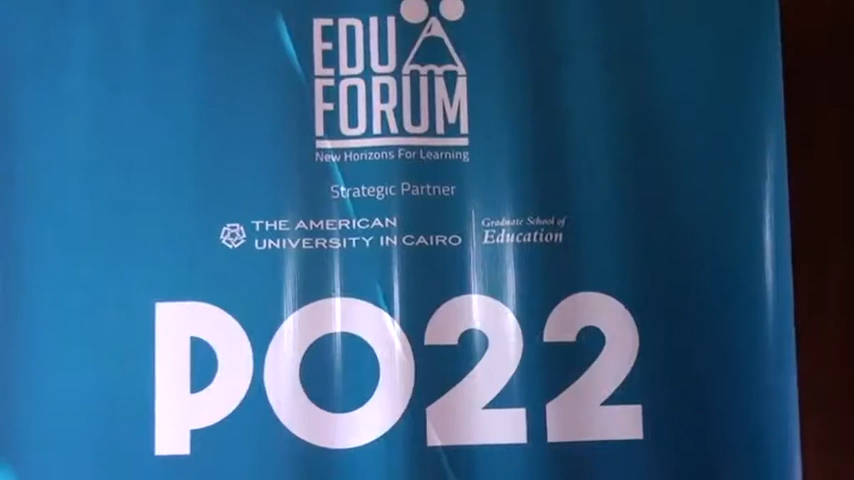 EDU
FORUM
New Horizons For Learning
Strategic Partner
THE AMERICAN
UNIVERSITY IN CAIRO
Graduate School of
Education
PO22